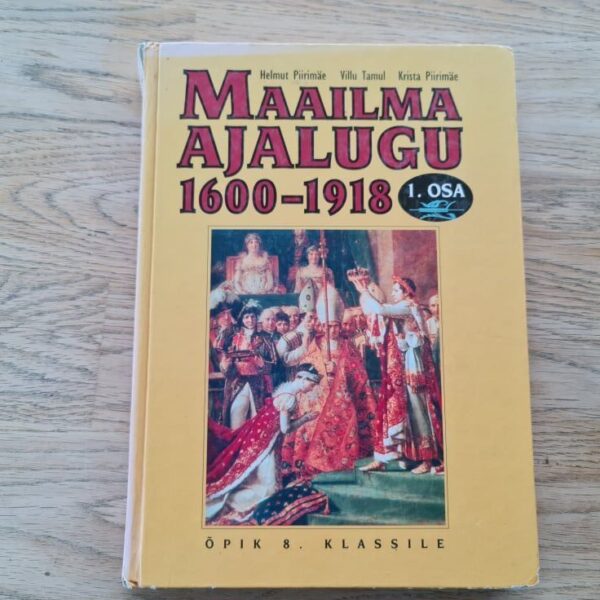 Helmut Piirimäe Villu Tamul Krista Piirimäe
MAAILMA
AJALUGU
1600-1918
1. OSA
ÕPIK 8. KLASSILE